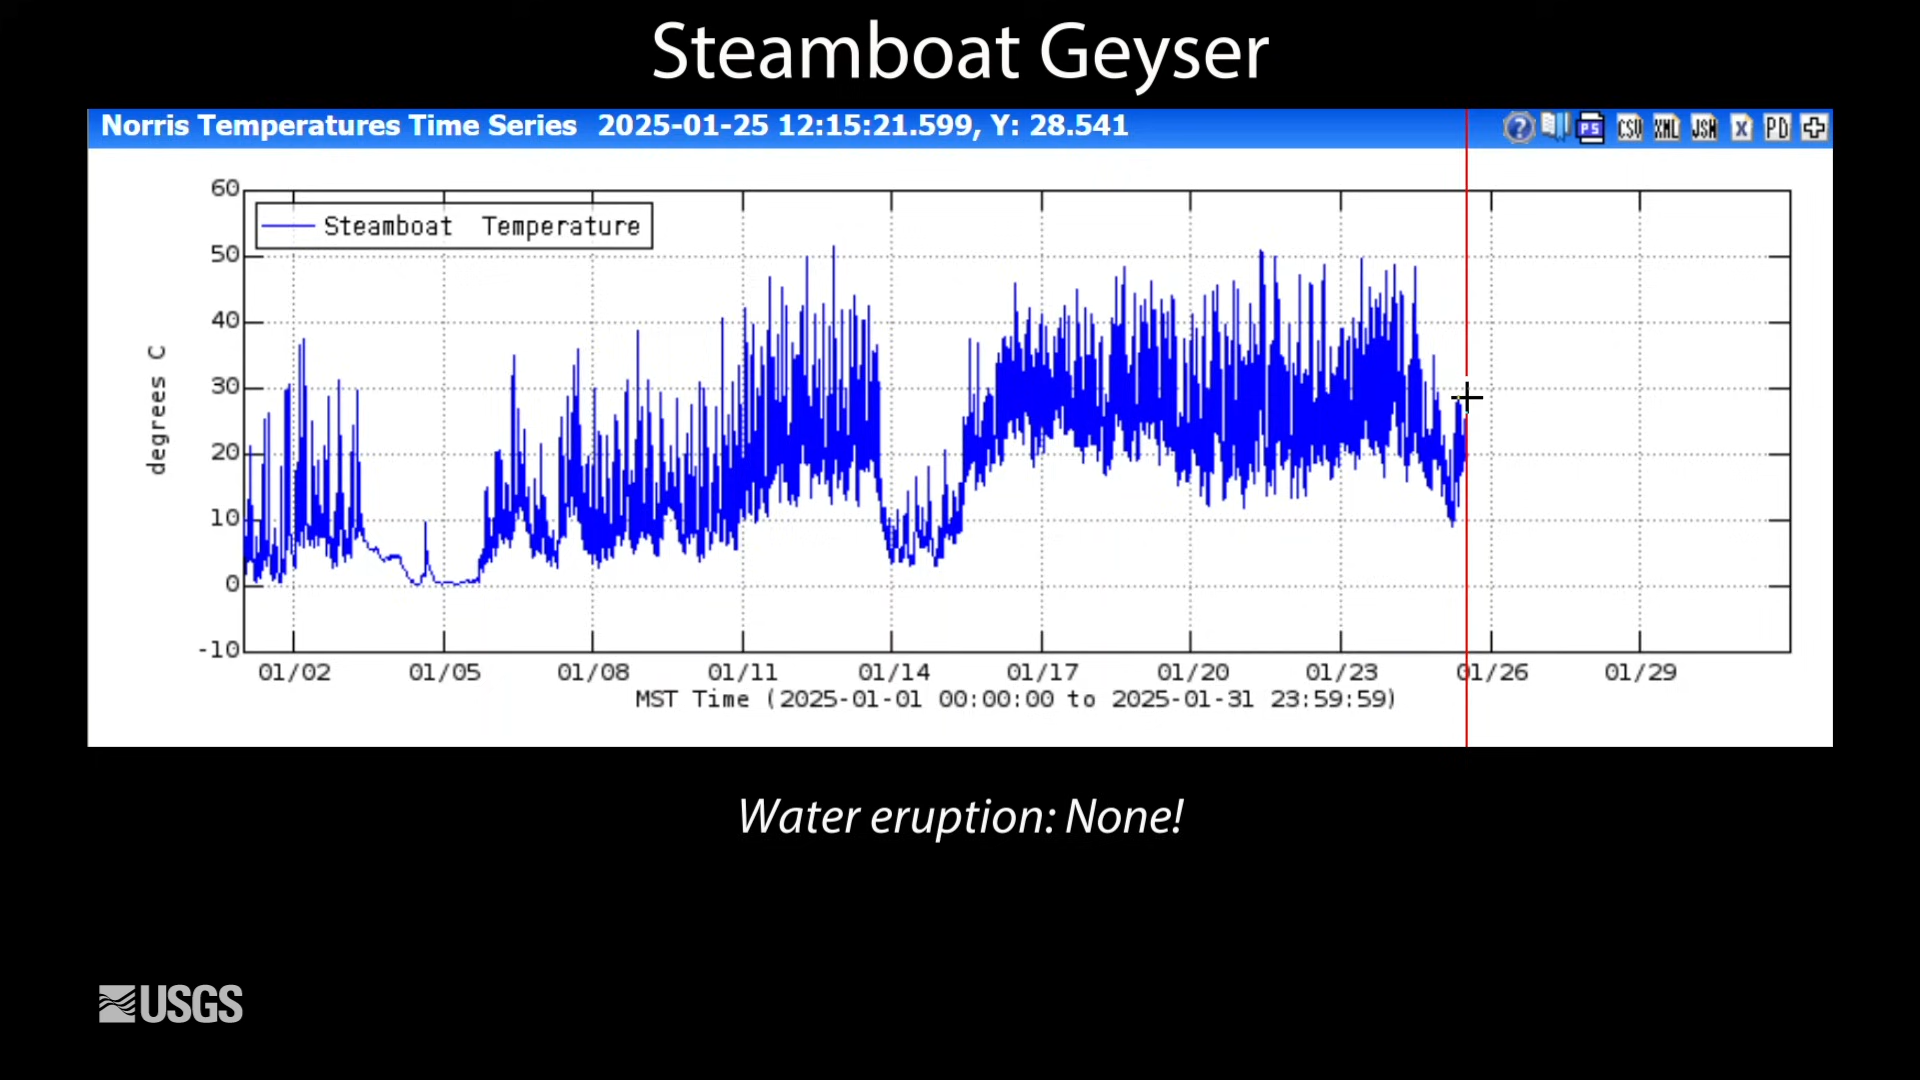 Steamboat Geyser
Norris Temperatures Time Series 2025-01-25 12:15:21.599, Y: 28.541
? PS CSV XML JSN X PD
Steamboat Temperature
60
50
40
30
20
10
0
-10
degrees C
01/02 01/05 01/08 01/11 01/14 01/17 01/20 01/23 01/26 01/29
MST Time (2025-01-01 00:00:00 to 2025-01-31 23:59:59)
Water eruption: None!
USGS